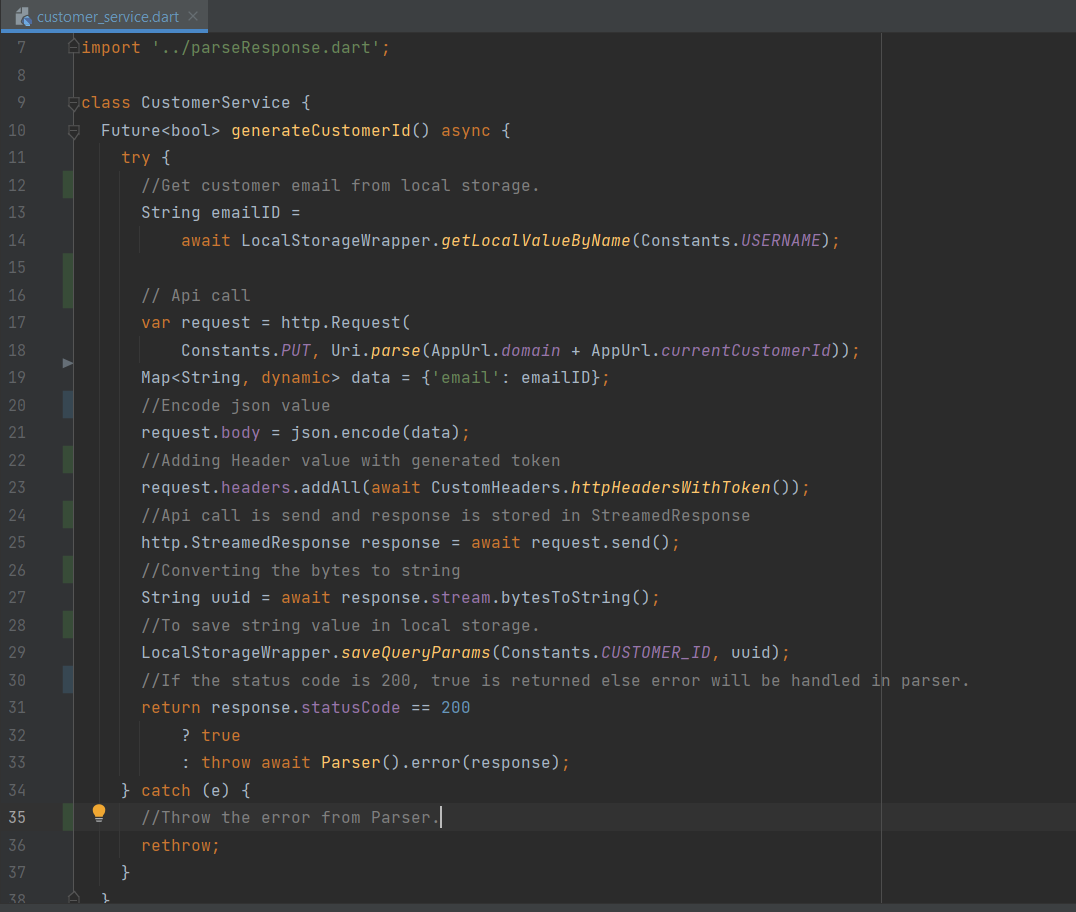 customer_service.dart
7 import '../parseResponse.dart';
8
9 class CustomerService {
10   Future<bool> generateCustomerId() async {
11     try {
12       //Get customer email from local storage.
13       String emailID =
14           await LocalStorageWrapper.getLocalValueByName(Constants.USERNAME);
15
16       // Api call
17       var request = http.Request(
18           Constants.PUT, Uri.parse(AppUrl.domain + AppUrl.currentCustomerId));
19       Map<String, dynamic> data = {'email': emailID};
20       //Encode json value
21       request.body = json.encode(data);
22       //Adding Header value with generated token
23       request.headers.addAll(await CustomHeaders.httpHeadersWithToken());
24       //Api call is send and response is stored in StreamedResponse
25       http.StreamedResponse response = await request.send();
26       //Converting the bytes to string
27       String uuid = await response.stream.bytesToString();
28       //To save string value in local storage.
29       LocalStorageWrapper.saveQueryParams(Constants.CUSTOMER_ID, uuid);
30       //If the status code is 200, true is returned else error will be handled in parser.
31       return response.statusCode == 200
32           ? true
33           : throw await Parser().error(response);
34     } catch (e) {
35       //Throw the error from Parser.
36       rethrow;
37     }
38   }